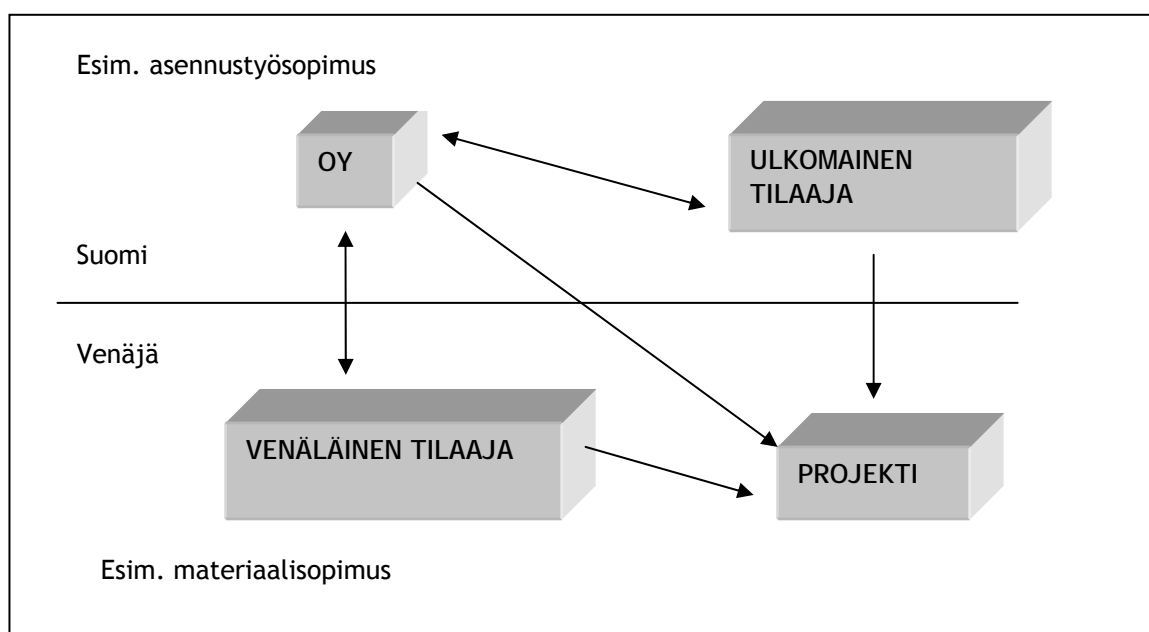 Esim. asennustyösopimus
OY
ULKOMAINEN
TILAAJA
Suomi
Venäjä
VENÄLÄINEN TILAAJA
PROJEKTI
Esim. materiaalisopimus